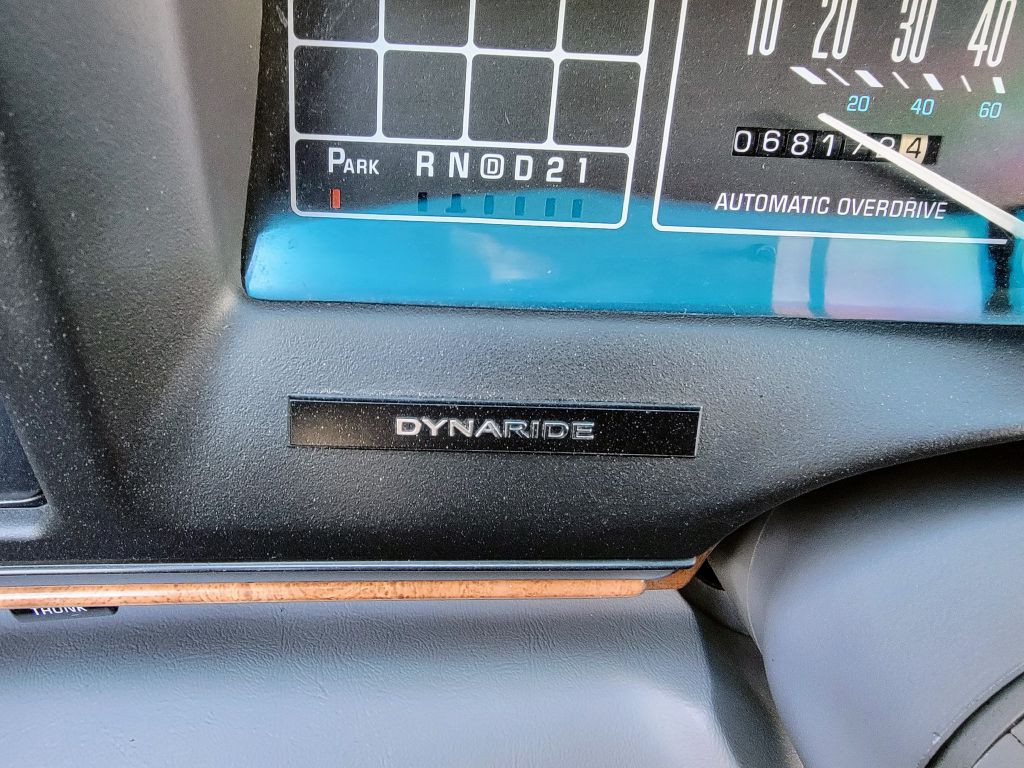 10 20 30 40
20 40 60
PARK R N D D 2 1
AUTOMATIC OVERDRIVE
DYNARIDE
TRUNK